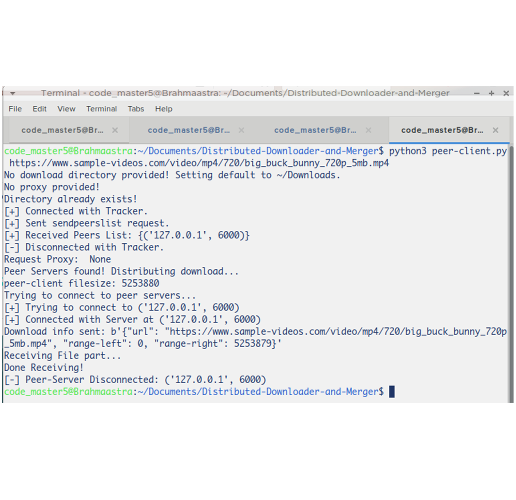 Terminal - code_master5@Brahmaastra: ~/Documents/Distributed-Downloader-and-Merger
File Edit View Terminal Tabs Help
code_master5@Br... code_master5@Br... code_master5@Br... code_master5@Br...
code_master5@Brahmaastra:~/Documents/Distributed-Downloader-and-Merger$ python3 peer-client.py
https://www.sample-videos.com/video/mp4/720/big_buck_bunny_720p_5mb.mp4
No download directory provided! Setting default to ~/Downloads.
No proxy provided!
Directory already exists!
[+] Connected with Tracker.
[+] Sent sendpeerslist request.
[+] Received Peers List: {('127.0.0.1', 6000)}
[-] Disconnected with Tracker.
Request Proxy:  None
Peer Servers found! Distributing download...
peer-client filesize: 5253880
Trying to connect to peer servers...
[+] Trying to connect to ('127.0.0.1', 6000)
[+] Connected with Server at ('127.0.0.1', 6000)
Download info sent: b'{"url": "https://www.sample-videos.com/video/mp4/720/big_buck_bunny_720p
_5mb.mp4", "range-left": 0, "range-right": 5253879}'
Receiving File part...
Done Receiving!
[-] Peer-Server Disconnected: ('127.0.0.1', 6000)
code_master5@Brahmaastra:~/Documents/Distributed-Downloader-and-Merger$